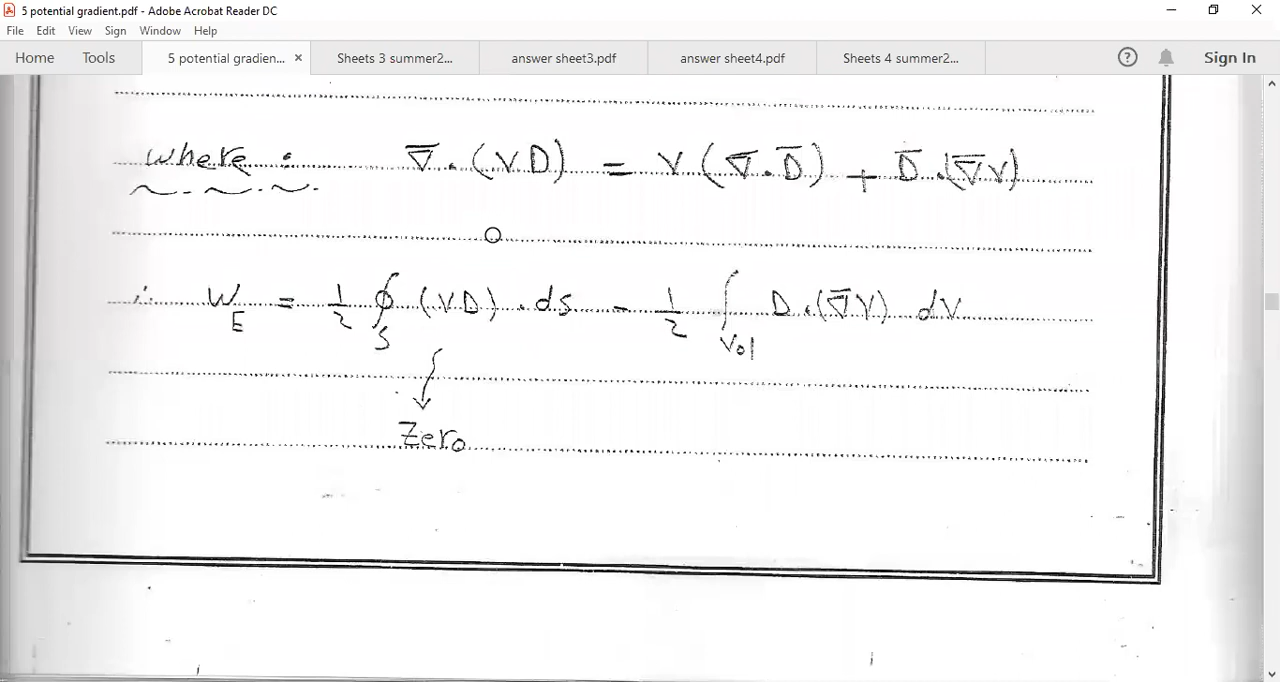 5 potential gradient.pdf - Adobe Acrobat Reader DC
File Edit View Sign Window Help
Home Tools 5 potential gradien... × Sheets 3 summer2... answer sheet3.pdf answer sheet4.pdf Sheets 4 summer2... Sign In
where : ∇̅ . (V D) = V (∇̅ . D̅) + D̅ . (∇̅ V)
∴ W_E = 1/2 ∮_S (V D) . ds - 1/2 ∫_Vol D . (∇̅ V) dV
Zero